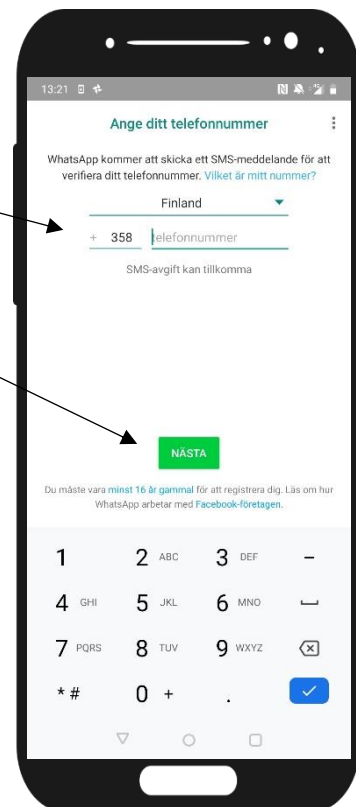 13:21
Ange ditt telefonnummer
WhatsApp kommer att skicka ett SMS-meddelande för att
verifiera ditt telefonnummer. Vilket är mitt nummer?
Finland
+ 358 telefonnummer
SMS-avgift kan tillkomma
NÄSTA
Du måste vara minst 16 år gammal för att registrera dig. Läs om hur
WhatsApp arbetar med Facebook-företagen.
1 2 ABC 3 DEF –
4 GHI 5 JKL 6 MNO
7 PQRS 8 TUV 9 WXYZ
* # 0 + .